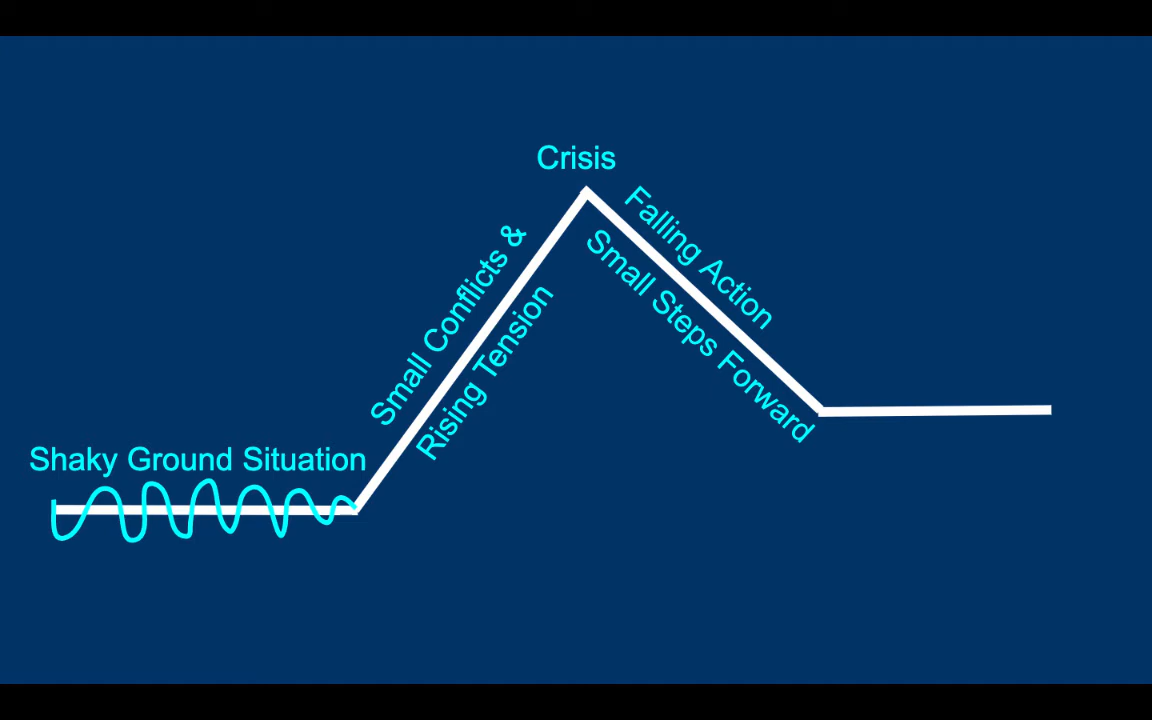 Crisis
Falling Action
Small Steps Forward
Small Conflicts &
Rising Tension
Shaky Ground Situation